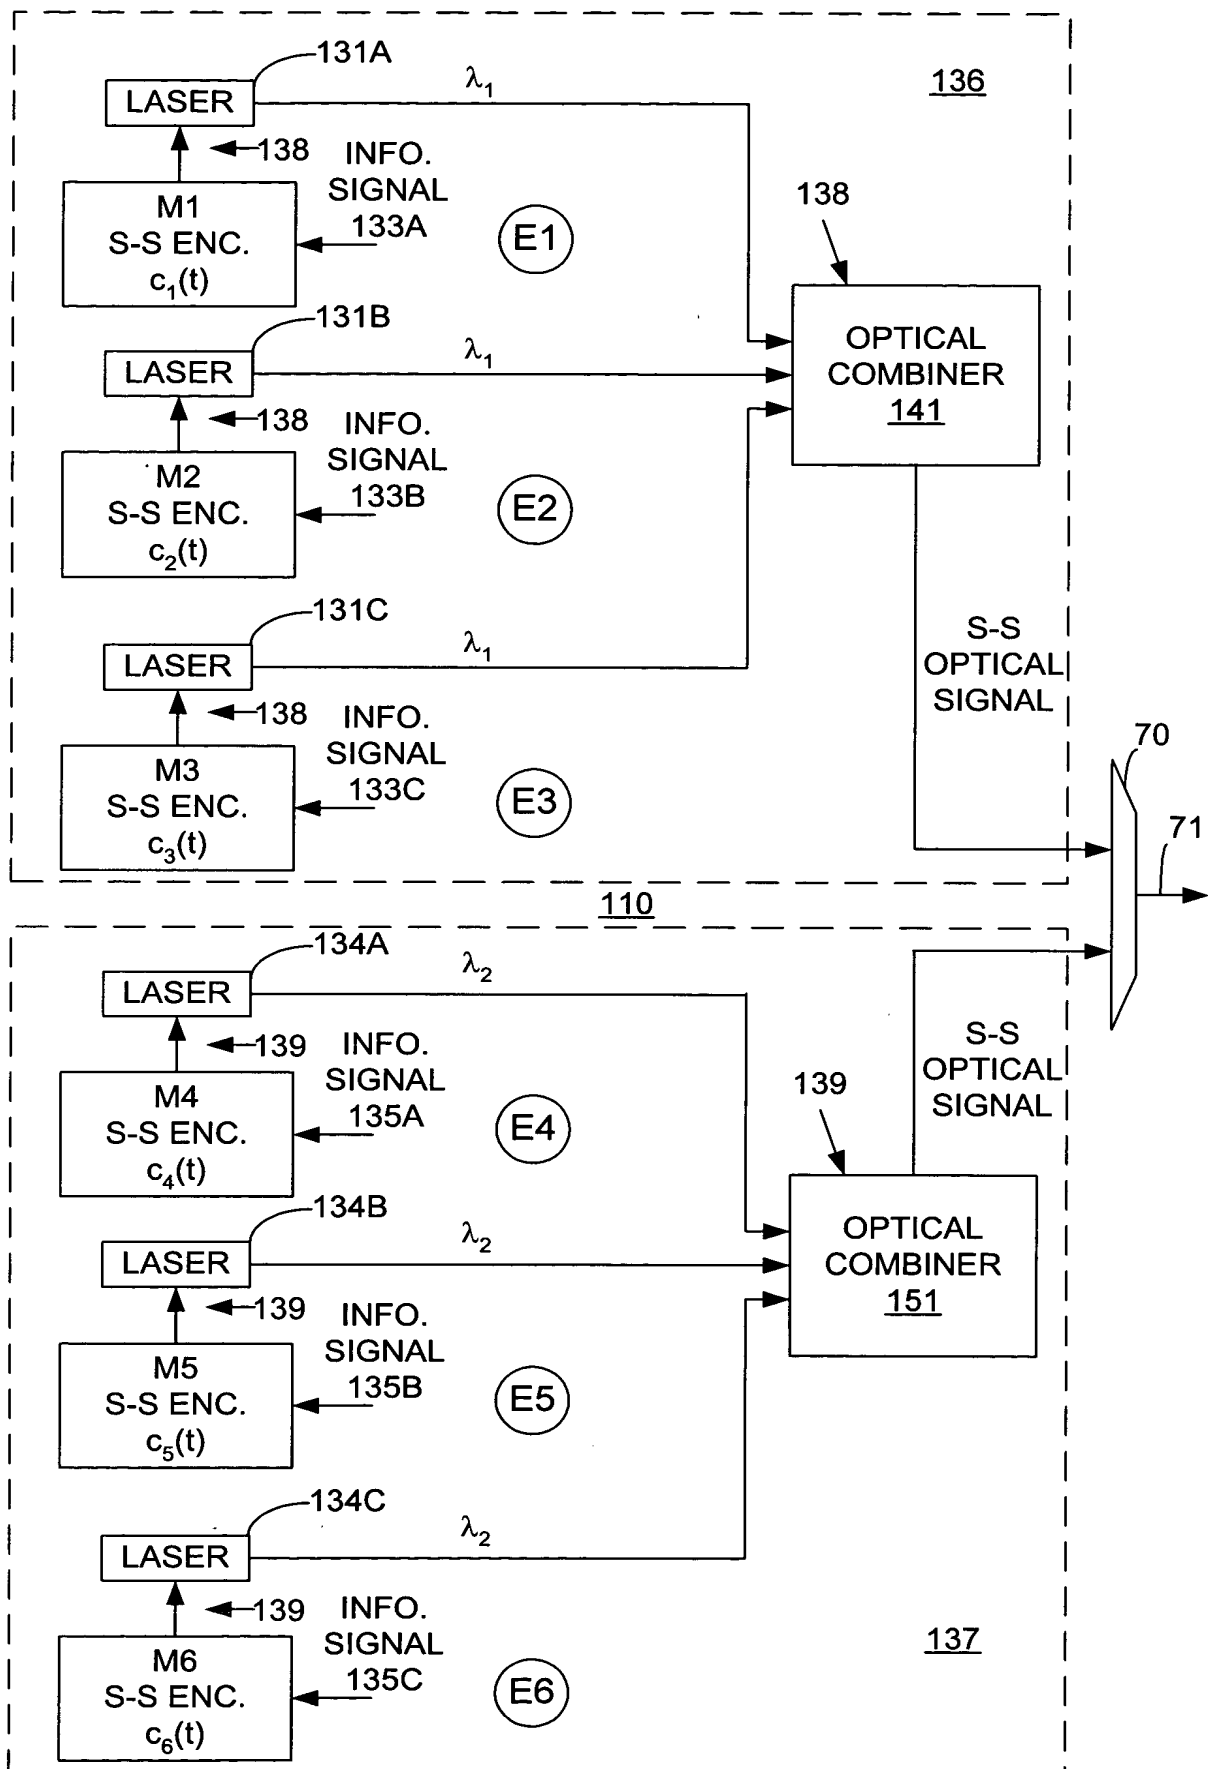 131A
λ1
136
LASER
138
INFO.
SIGNAL
133A
M1
S-S ENC.
c1(t)
E1
138
131B
λ1
OPTICAL
COMBINER
141
LASER
138
INFO.
SIGNAL
133B
M2
S-S ENC.
c2(t)
E2
131C
λ1
S-S
OPTICAL
SIGNAL
LASER
138
INFO.
SIGNAL
133C
M3
S-S ENC.
c3(t)
E3
70
71
110
134A
λ2
LASER
139
INFO.
SIGNAL
135A
S-S
OPTICAL
SIGNAL
M4
S-S ENC.
c4(t)
E4
139
134B
λ2
OPTICAL
COMBINER
151
LASER
139
INFO.
SIGNAL
135B
M5
S-S ENC.
c5(t)
E5
134C
λ2
LASER
139
INFO.
SIGNAL
135C
M6
S-S ENC.
c6(t)
E6
137